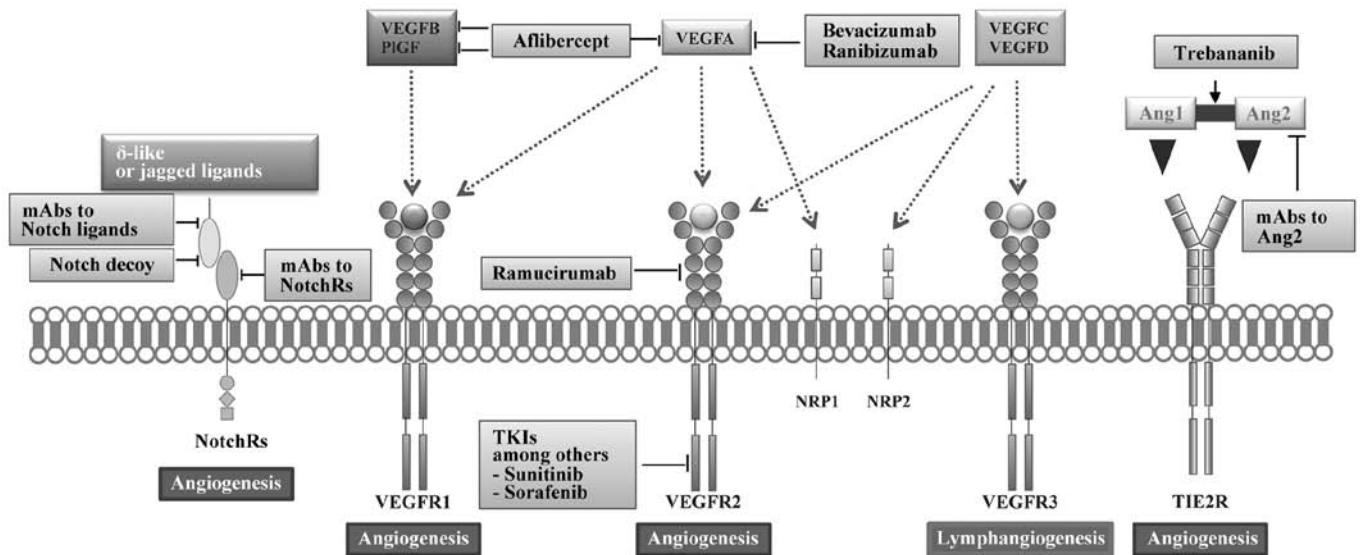 VEGFB
PlGF
Aflibercept
VEGFA
Bevacizumab
Ranibizumab
VEGFC
VEGFD
Trebananib
Ang1
Ang2
δ-like
or jagged ligands
mAbs to
Notch ligands
Notch decoy
mAbs to
NotchRs
Ramucirumab
mAbs to
Ang2
NRP1
NRP2
NotchRs
Angiogenesis
TKIs
among others
- Sunitinib
- Sorafenib
VEGFR1
Angiogenesis
VEGFR2
Angiogenesis
VEGFR3
Lymphangiogenesis
TIE2R
Angiogenesis